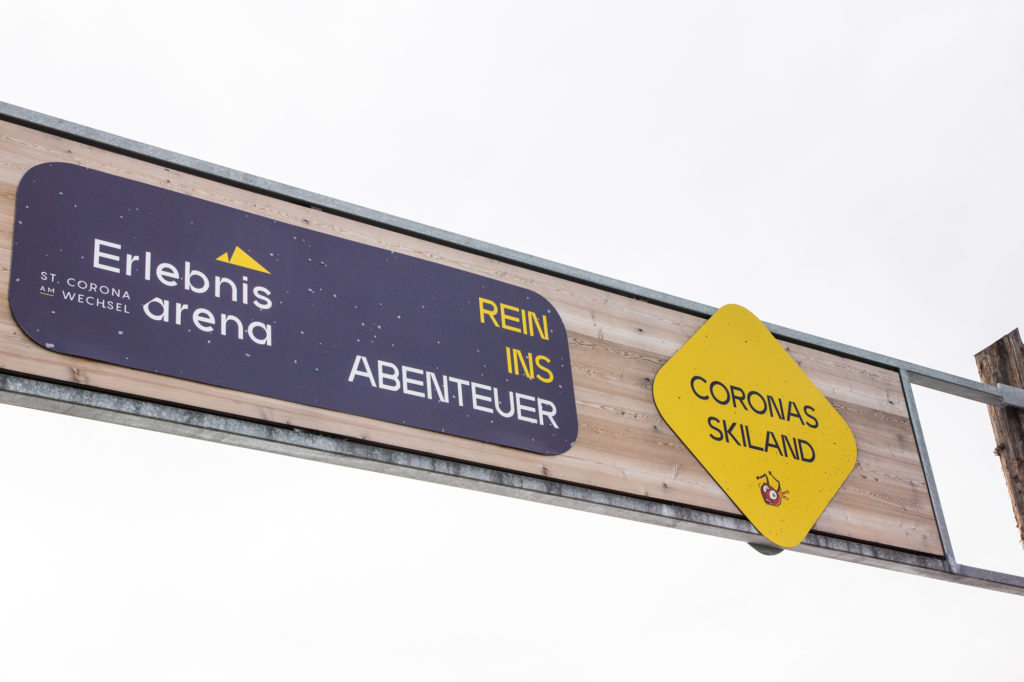 Erlebnis
arena
ST. CORONA
AM WECHSEL
REIN
INS
ABENTEUER
CORONAS
SKILAND